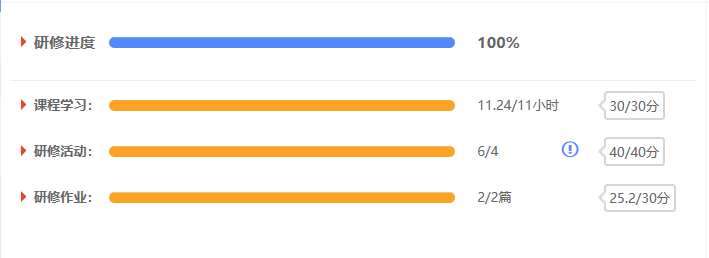 研修进度 100%
课程学习： 11.24/11小时 30/30分
研修活动： 6/4 40/40分
研修作业： 2/2篇 25.2/30分